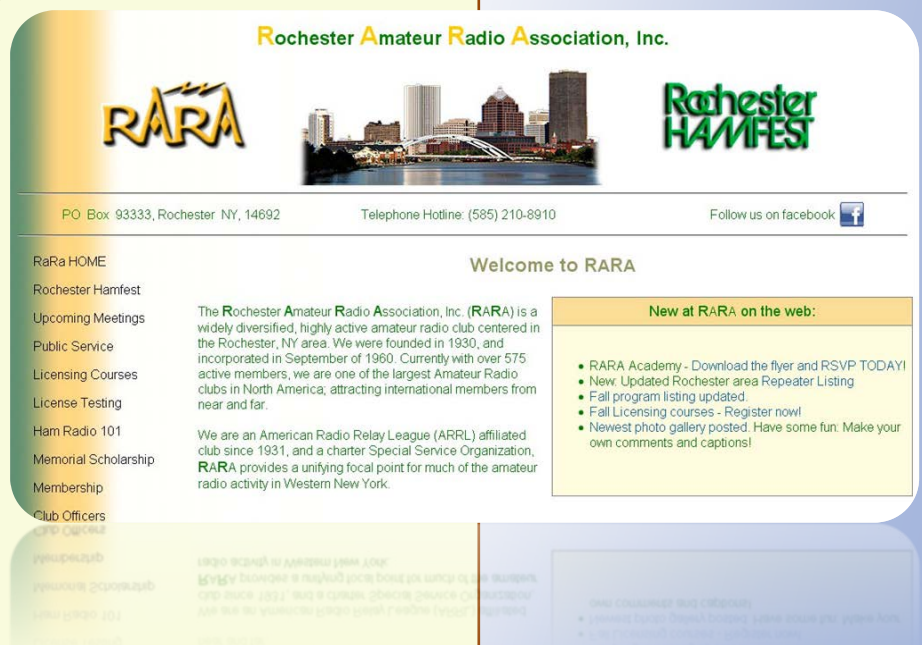 Rochester Amateur Radio Association, Inc.
RARA
Rochester
HAMFEST
PO Box 93333, Rochester NY, 14692
Telephone Hotline: (585) 210-8910
Follow us on facebook
f
RaRa HOME
Rochester Hamfest
Upcoming Meetings
Public Service
Licensing Courses
License Testing
Ham Radio 101
Memorial Scholarship
Membership
Club Officers
Welcome to RARA
The Rochester Amateur Radio Association, Inc. (RARA) is a
widely diversified, highly active amateur radio club centered in
the Rochester, NY area. We were founded in 1930, and
incorporated in September of 1960. Currently with over 575
active members, we are one of the largest Amateur Radio
clubs in North America; attracting international members from
near and far.
We are an American Radio Relay League (ARRL) affiliated
club since 1931, and a charter Special Service Organization,
RARA provides a unifying focal point for much of the amateur
radio activity in Western New York.
New at RARA on the web:
• RARA Academy - Download the flyer and RSVP TODAY!
• New: Updated Rochester area Repeater Listing
• Fall program listing updated.
• Fall Licensing courses - Register now!
• Newest photo gallery posted. Have some fun: Make your
own comments and captions!